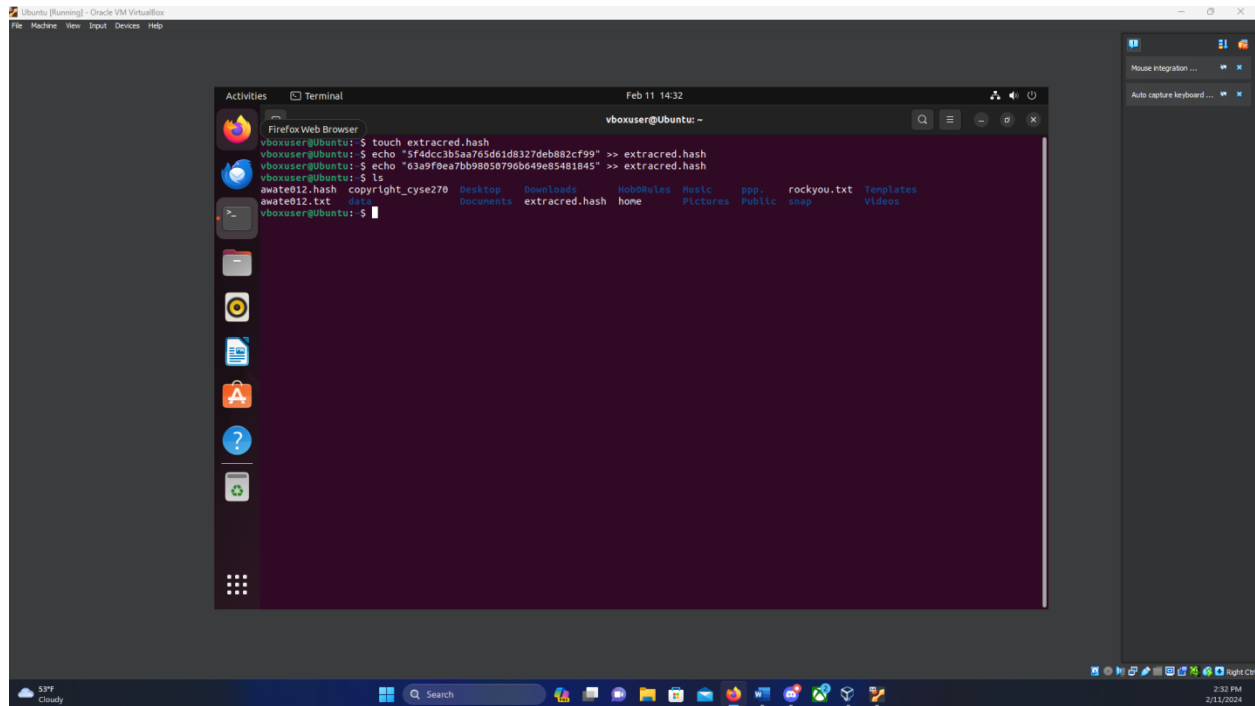 Ubuntu [Running] - Oracle VM VirtualBox
File Machine View Input Devices Help
Mouse integration ...
Auto capture keyboard ...
Activities Terminal Feb 11 14:32
vboxuser@Ubuntu: ~
Firefox Web Browser
vboxuser@Ubuntu:~$ touch extracred.hash
vboxuser@Ubuntu:~$ echo "5f4dcc3b5aa765d61d8327deb882cf99" >> extracred.hash
vboxuser@Ubuntu:~$ echo "63a9f0ea7bb98050796b649e85481845" >> extracred.hash
vboxuser@Ubuntu:~$ ls
awate012.hash copyright_cyse270 Desktop Downloads Hob0Rules Music ppp. rockyou.txt Templates
awate012.txt data Documents extracred.hash home Pictures Public snap Videos
vboxuser@Ubuntu:~$
Right Ctrl
53°F
Cloudy
Search
2:32 PM
2/11/2024